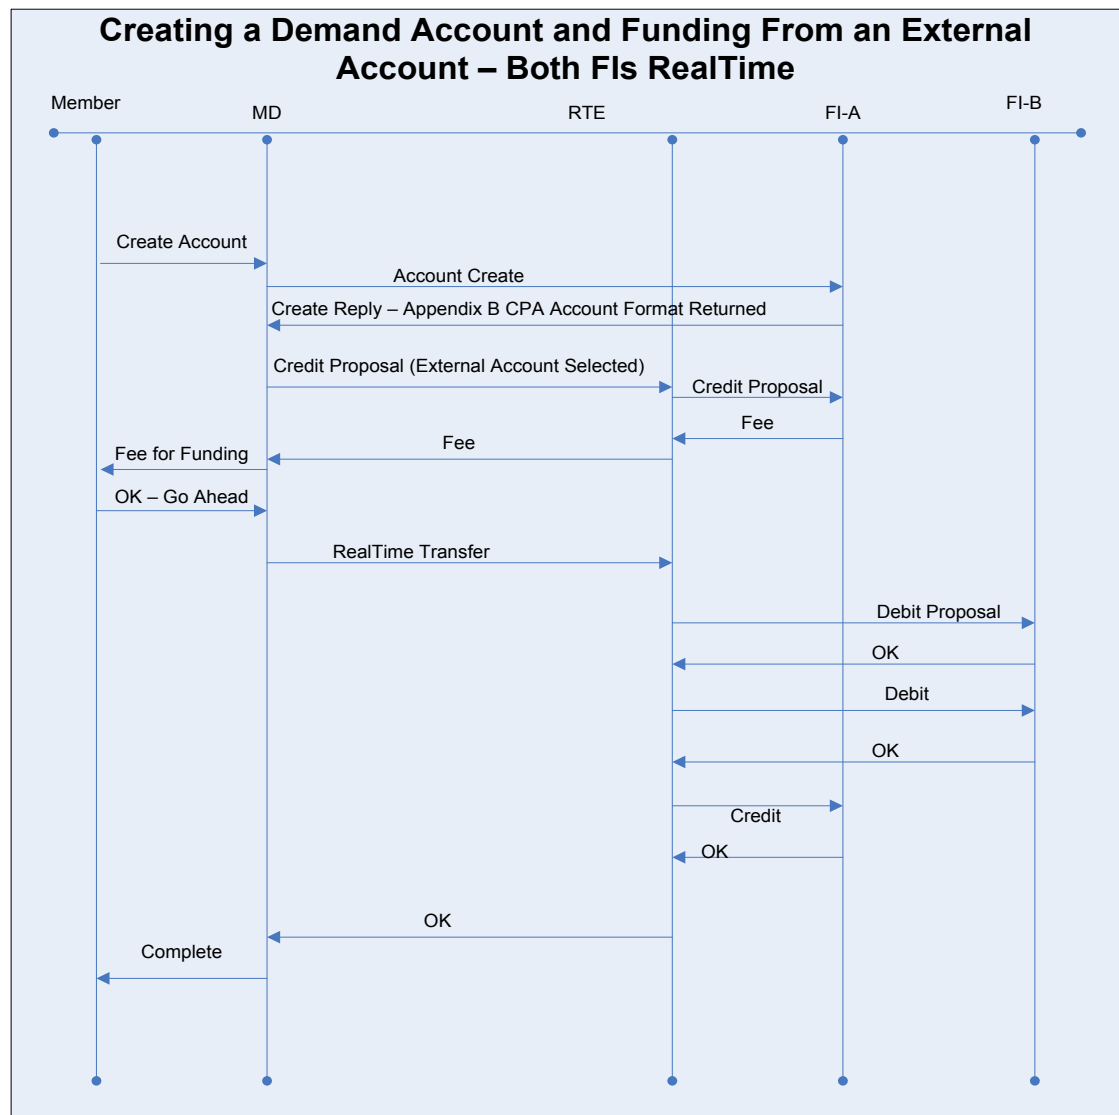 Creating a Demand Account and Funding From an External
Account – Both FIs RealTime
Member
MD
RTE
FI-A
FI-B
Create Account
Account Create
Create Reply – Appendix B CPA Account Format Returned
Credit Proposal (External Account Selected)
Credit Proposal
Fee
Fee
Fee for Funding
OK – Go Ahead
RealTime Transfer
Debit Proposal
OK
Debit
OK
Credit
OK
OK
Complete